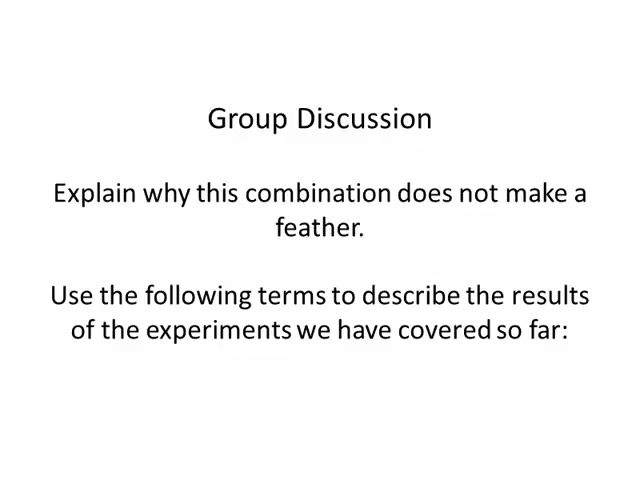 Group Discussion
Explain why this combination does not make a
feather.
Use the following terms to describe the results
of the experiments we have covered so far: